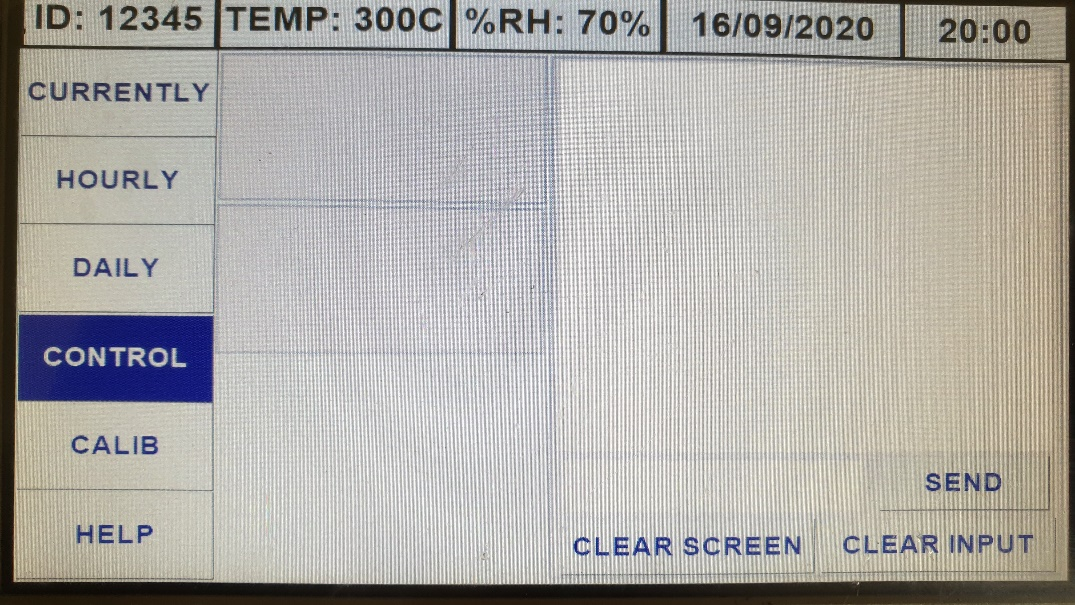 ID: 12345 TEMP: 300C %RH: 70% 16/09/2020 20:00
CURRENTLY
HOURLY
DAILY
CONTROL
CALIB
HELP
SEND
CLEAR SCREEN CLEAR INPUT